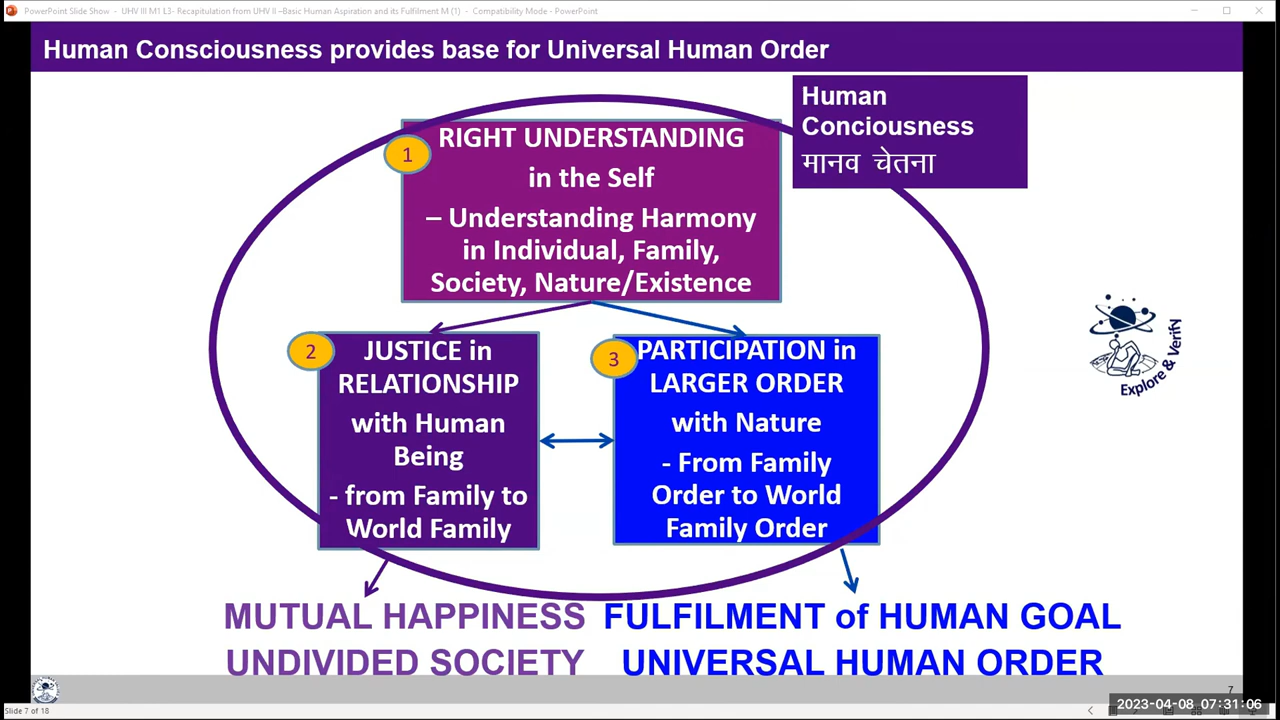 PowerPoint Slide Show - UHV III M1 L3- Recapitulation from UHV II –Basic Human Aspiration and its Fulfilment M (1) - Compatibility Mode - PowerPoint
Human Consciousness provides base for Universal Human Order
Human
Conciousness
मानव चेतना
1
RIGHT UNDERSTANDING
in the Self
– Understanding Harmony
in Individual, Family,
Society, Nature/Existence
2
JUSTICE in
RELATIONSHIP
with Human
Being
- from Family to
World Family
3
PARTICIPATION in
LARGER ORDER
with Nature
- From Family
Order to World
Family Order
Explore & Verify
MUTUAL HAPPINESS
UNDIVIDED SOCIETY
FULFILMENT of HUMAN GOAL
UNIVERSAL HUMAN ORDER
7
Slide 7 of 18
2023-04-08 07:31:06